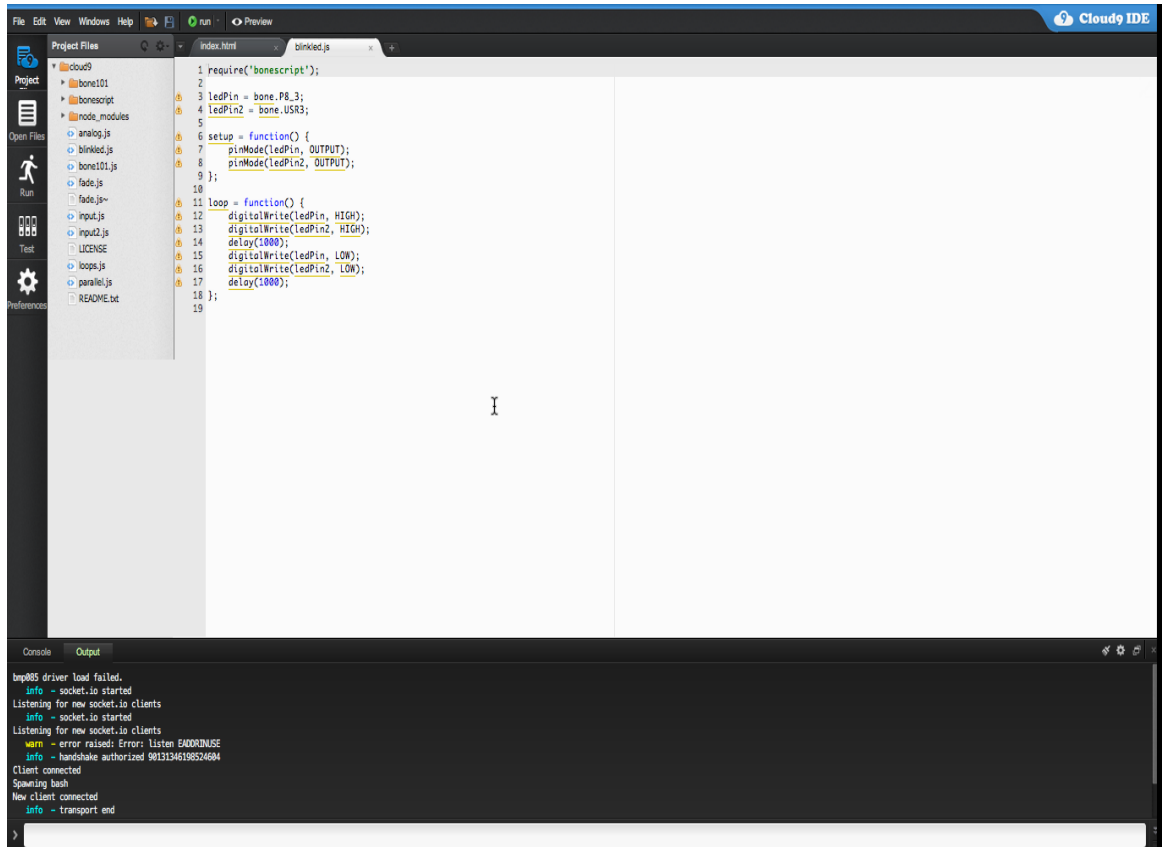 File Edit View Windows Help run Preview Cloud9 IDE
Project Files index.html x blinkled.js x +
Project
Open Files
Run
Test
Preferences
cloud9
bone101
bonescript
node_modules
analog.js
blinkled.js
bone101.js
fade.js
fade.js~
input.js
input2.js
LICENSE
loops.js
parallel.js
README.txt
1 require('bonescript');
2
3 ledPin = bone.P8_3;
4 ledPin2 = bone.USR3;
5
6 setup = function() {
7     pinMode(ledPin, OUTPUT);
8     pinMode(ledPin2, OUTPUT);
9 };
10
11 loop = function() {
12     digitalWrite(ledPin, HIGH);
13     digitalWrite(ledPin2, HIGH);
14     delay(1000);
15     digitalWrite(ledPin, LOW);
16     digitalWrite(ledPin2, LOW);
17     delay(1000);
18 };
19
Console Output
bmp085 driver load failed.
info - socket.io started
Listening for new socket.io clients
info - socket.io started
Listening for new socket.io clients
warn - error raised: Error: listen EADDRINUSE
info - handshake authorized 90131346198524604
Client connected
Spawning bash
New client connected
info - transport end